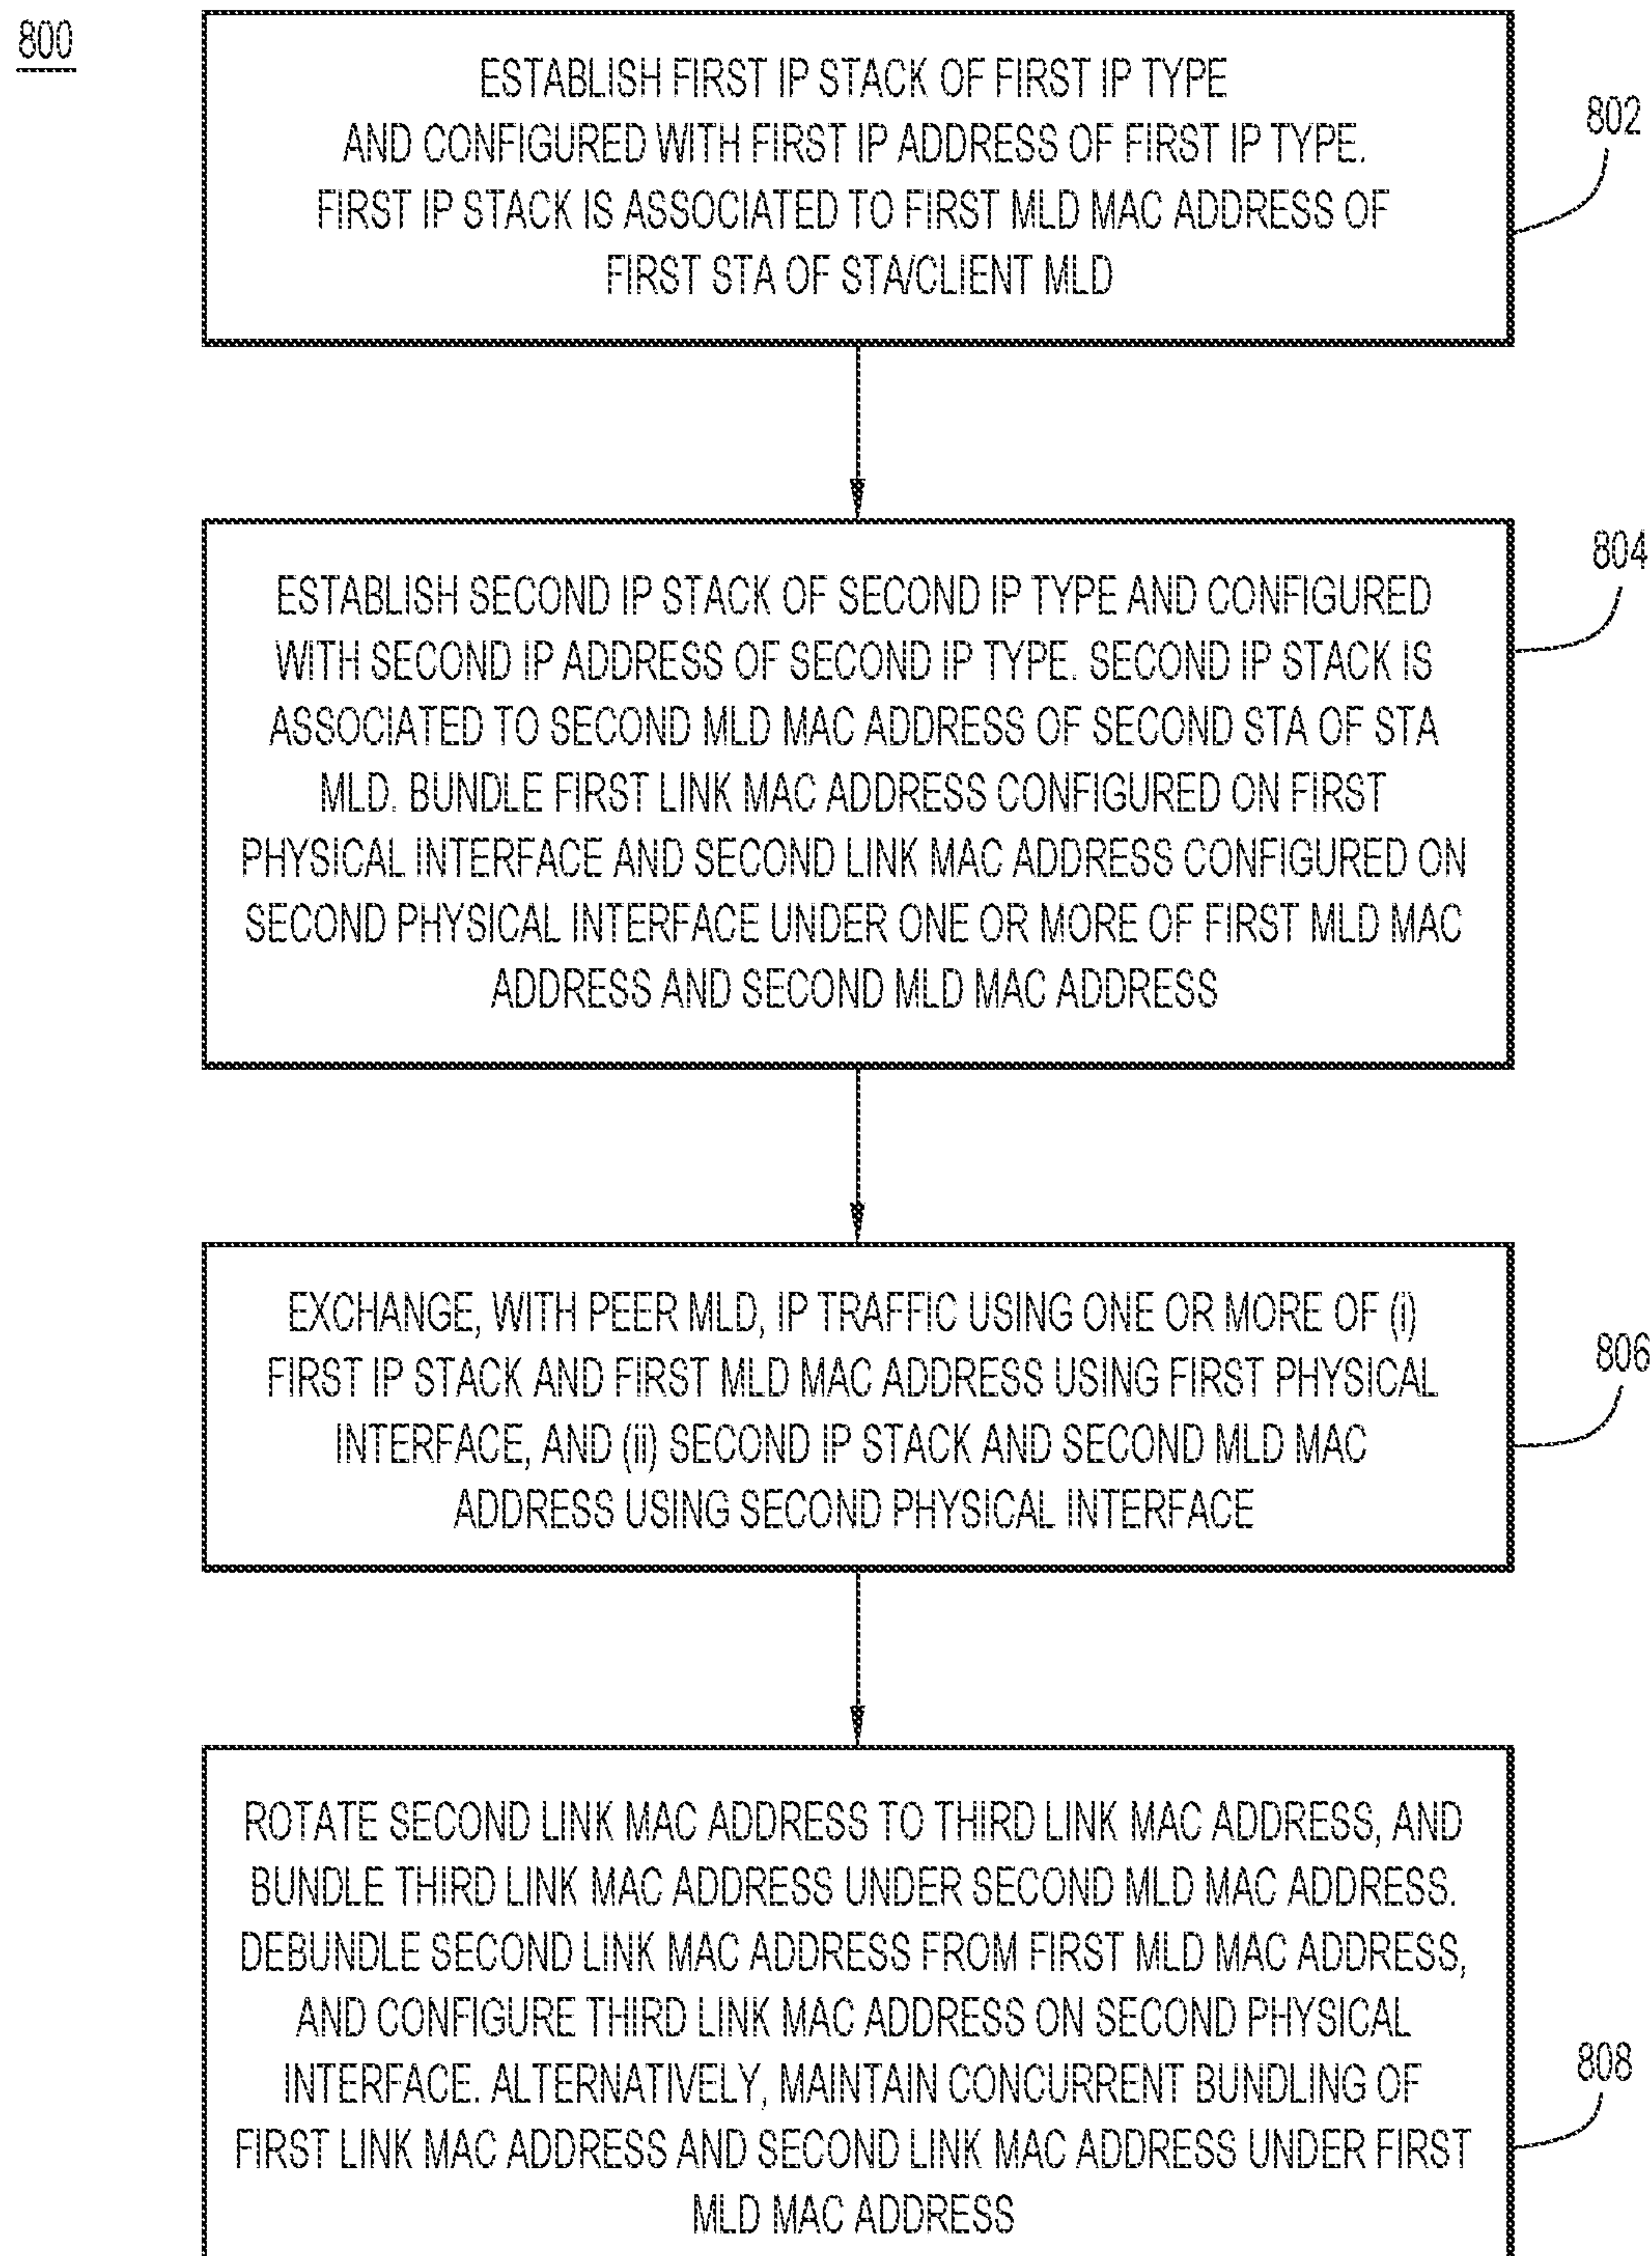 800
ESTABLISH FIRST IP STACK OF FIRST IP TYPE
AND CONFIGURED WITH FIRST IP ADDRESS OF FIRST IP TYPE.
FIRST IP STACK IS ASSOCIATED TO FIRST MLD MAC ADDRESS OF
FIRST STA OF STA/CLIENT MLD
802
ESTABLISH SECOND IP STACK OF SECOND IP TYPE AND CONFIGURED
WITH SECOND IP ADDRESS OF SECOND IP TYPE. SECOND IP STACK IS
ASSOCIATED TO SECOND MLD MAC ADDRESS OF SECOND STA OF STA
MLD. BUNDLE FIRST LINK MAC ADDRESS CONFIGURED ON FIRST
PHYSICAL INTERFACE AND SECOND LINK MAC ADDRESS CONFIGURED ON
SECOND PHYSICAL INTERFACE UNDER ONE OR MORE OF FIRST MLD MAC
ADDRESS AND SECOND MLD MAC ADDRESS
804
EXCHANGE, WITH PEER MLD, IP TRAFFIC USING ONE OR MORE OF (i)
FIRST IP STACK AND FIRST MLD MAC ADDRESS USING FIRST PHYSICAL
INTERFACE, AND (ii) SECOND IP STACK AND SECOND MLD MAC
ADDRESS USING SECOND PHYSICAL INTERFACE
806
ROTATE SECOND LINK MAC ADDRESS TO THIRD LINK MAC ADDRESS, AND
BUNDLE THIRD LINK MAC ADDRESS UNDER SECOND MLD MAC ADDRESS.
DEBUNDLE SECOND LINK MAC ADDRESS FROM FIRST MLD MAC ADDRESS,
AND CONFIGURE THIRD LINK MAC ADDRESS ON SECOND PHYSICAL
INTERFACE. ALTERNATIVELY, MAINTAIN CONCURRENT BUNDLING OF
FIRST LINK MAC ADDRESS AND SECOND LINK MAC ADDRESS UNDER FIRST
MLD MAC ADDRESS
808